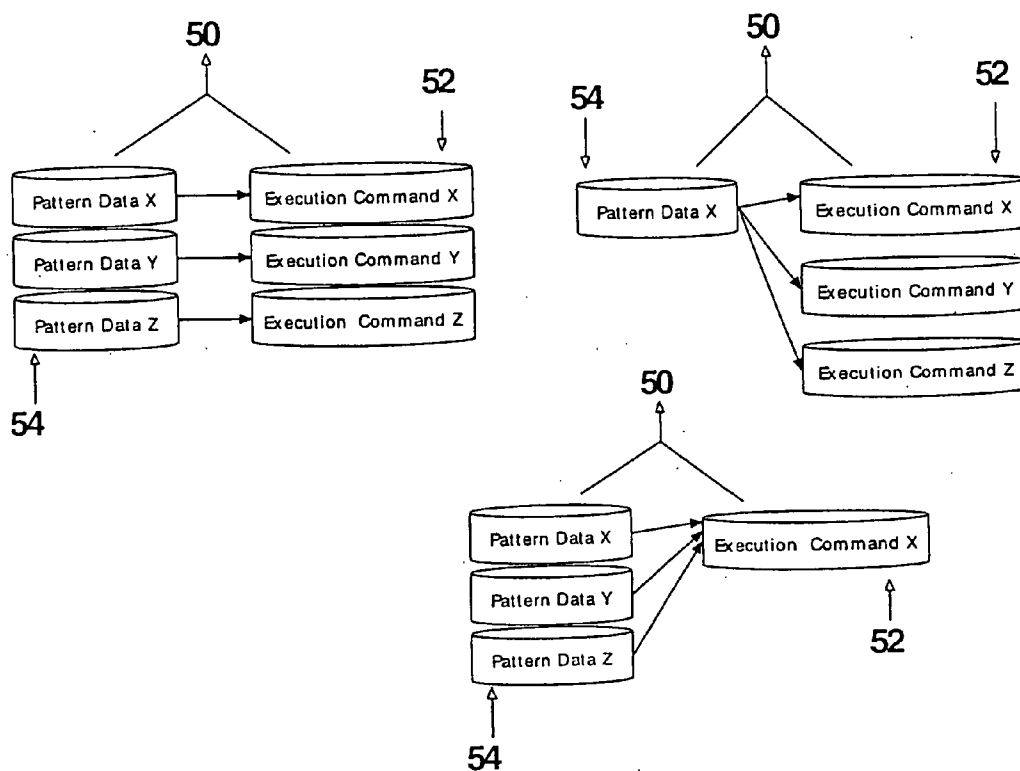 50
52
Pattern Data X
Execution Command X
Pattern Data Y
Execution Command Y
Pattern Data Z
Execution Command Z
54
50
52
54
Pattern Data X
Execution Command X
Execution Command Y
Execution Command Z
50
Pattern Data X
Execution Command X
Pattern Data Y
Pattern Data Z
52
54